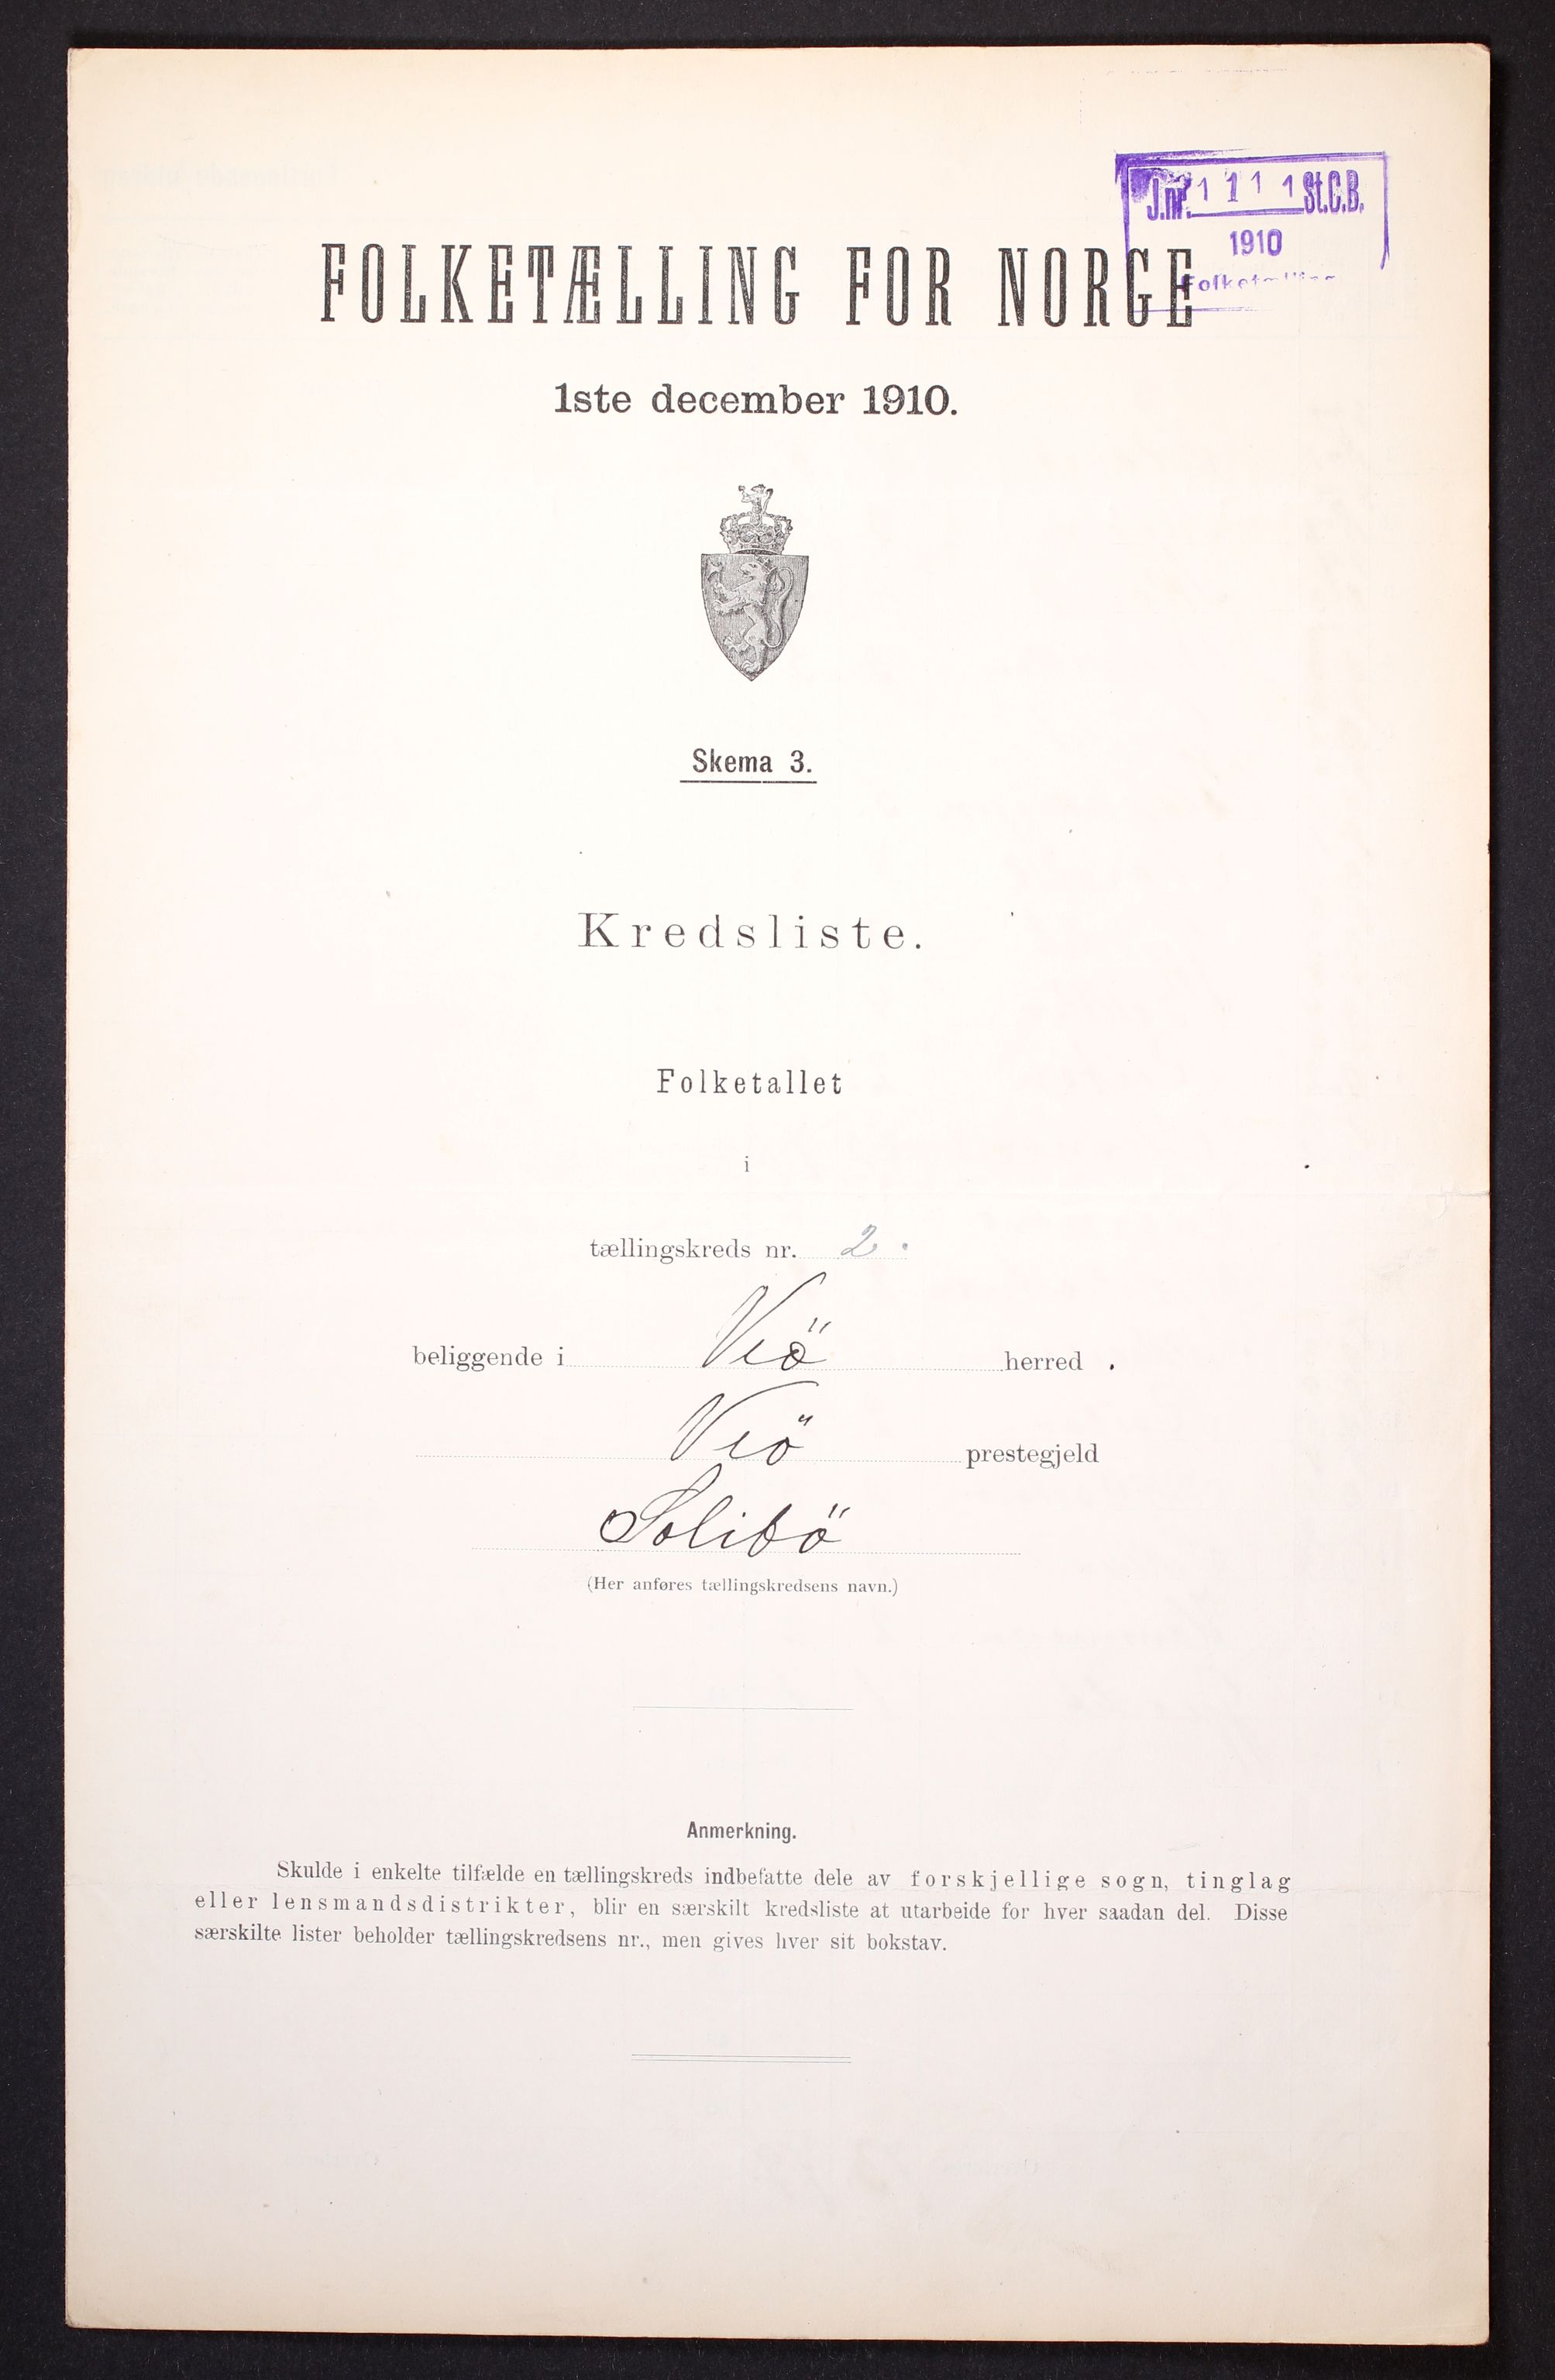 J.nr. 1 1 1 1 St.C.B.
1910
Folketælling
FOLKETÆLLING FOR NORGE
1ste december 1910.
Skema 3.
Kredsliste.
Folketallet
i
tællingskreds nr. 2.
beliggende i Veö herred.
Veö prestegjeld
Solibö
(Her anføres tællingskredsens navn.)
Anmerkning.
Skulde i enkelte tilfælde en tællingskreds indbefatte dele av forskjellige sogn, tinglag
eller lensmandsdistrikter, blir en særskilt kredsliste at utarbeide for hver saadan del. Disse
særskilte lister beholder tællingskredsens nr., men gives hver sit bokstav.